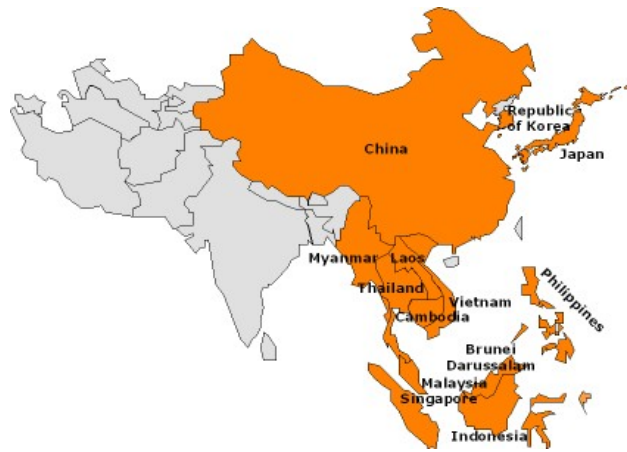 Republic
of Korea
China
Japan
Myanmar
Laos
Thailand
Philippines
Vietnam
Cambodia
Brunei
Darussalam
Malaysia
Singapore
Indonesia